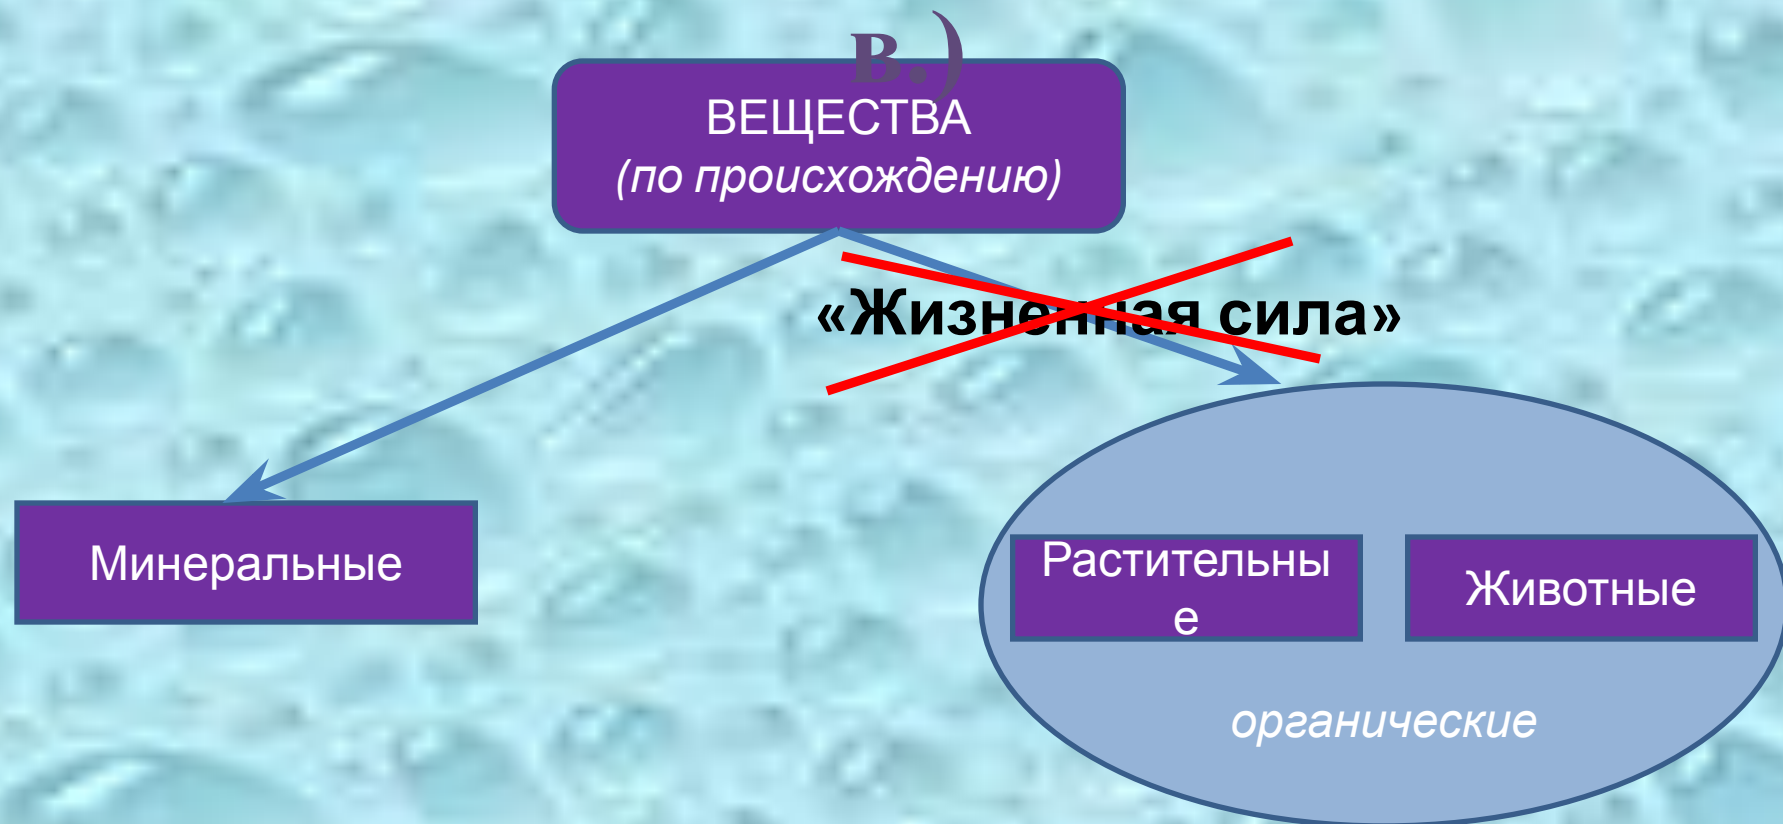 в.)
ВЕЩЕСТВА
(по происхождению)
«Жизненная сила»
Минеральные
Растительны
е
Животные
органические